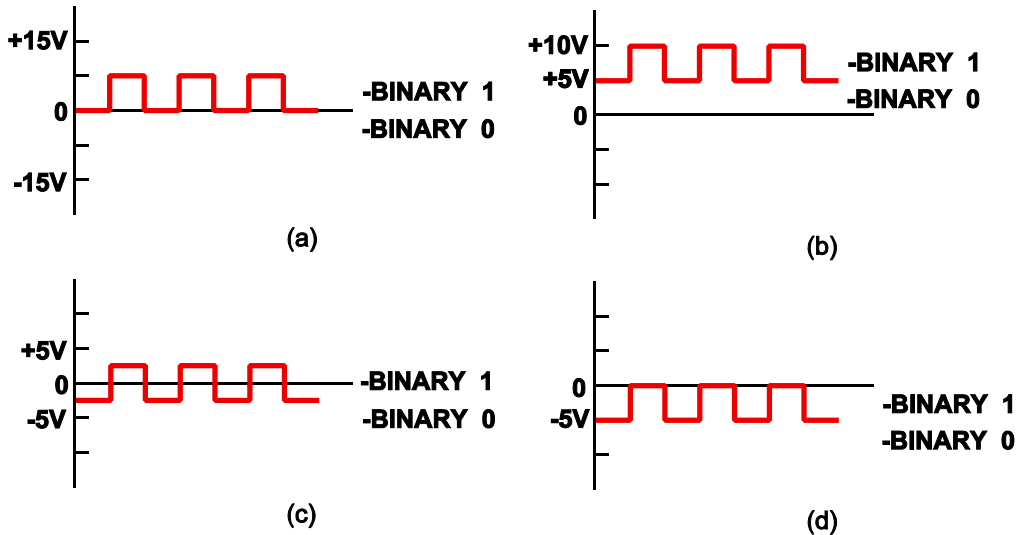 +15V
0
-15V
-BINARY 1
-BINARY 0
(a)
+10V
+5V
0
-BINARY 1
-BINARY 0
(b)
+5V
0
-5V
-BINARY 1
-BINARY 0
(c)
0
-5V
-BINARY 1
-BINARY 0
(d)